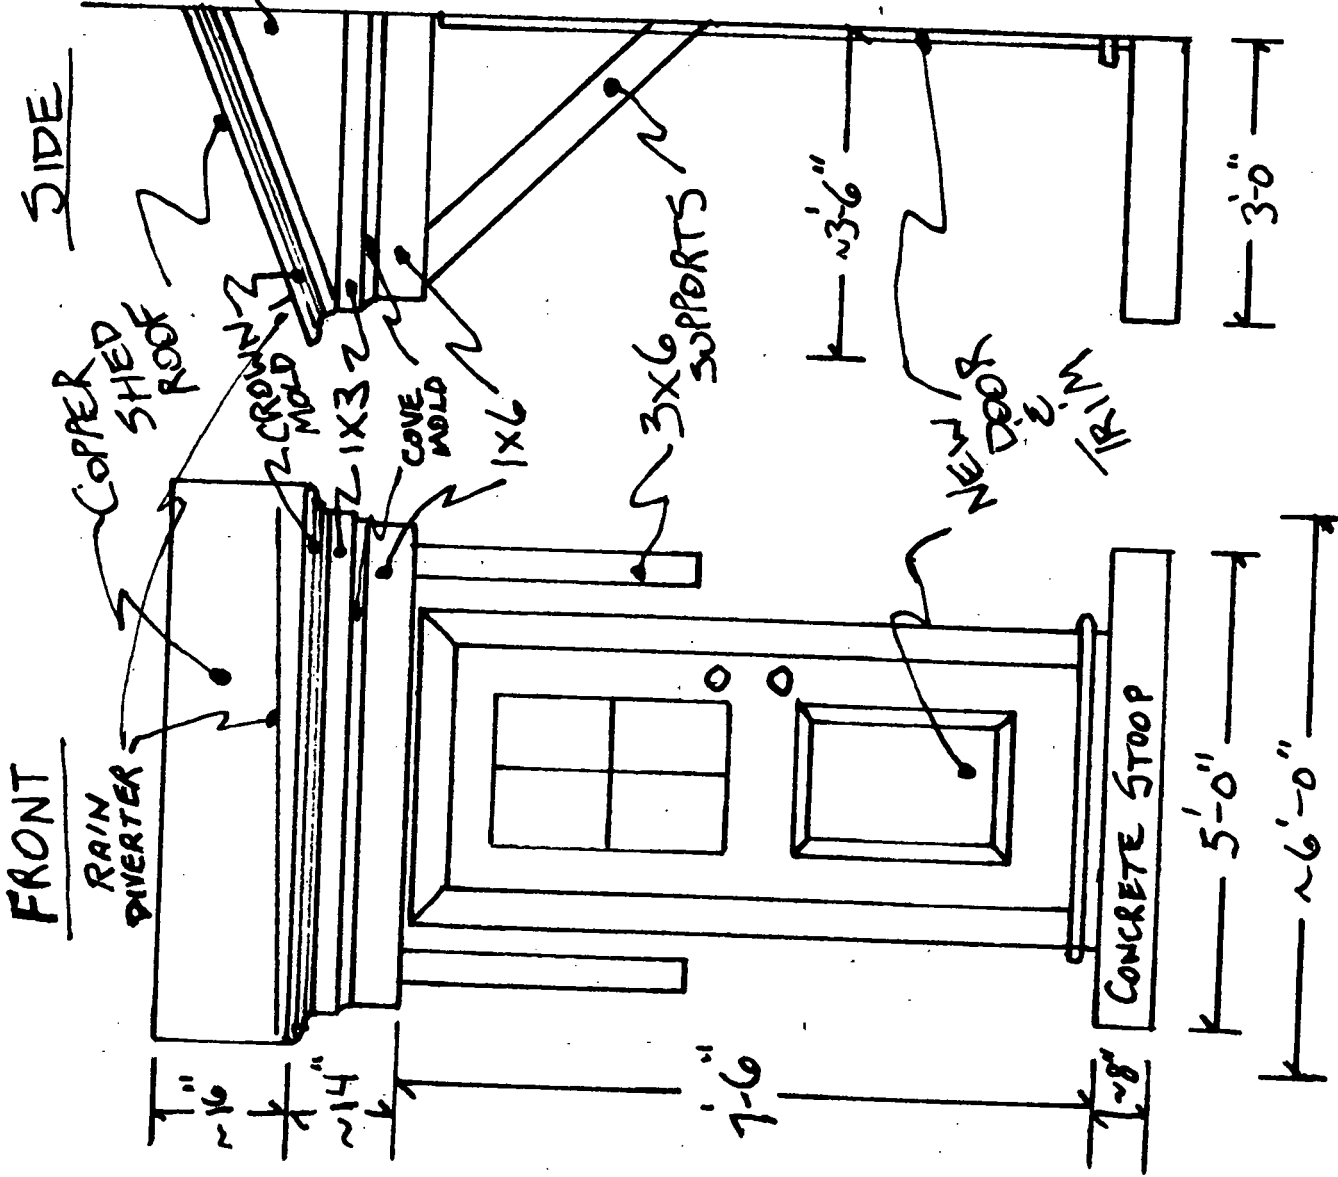 FRONT
SIDE
RAIN
DIVERTER
COPPER
SHED
ROOF
CROWN
MOLD
1X3
COVE
MOLD
1X6
3X6
SUPPORTS
NEW
DOOR
&
TRIM
CONCRETE STOOP
~16"
~14"
7'-6"
~8"
5'-0"
~6'-0"
~3'-6"
3'-0"